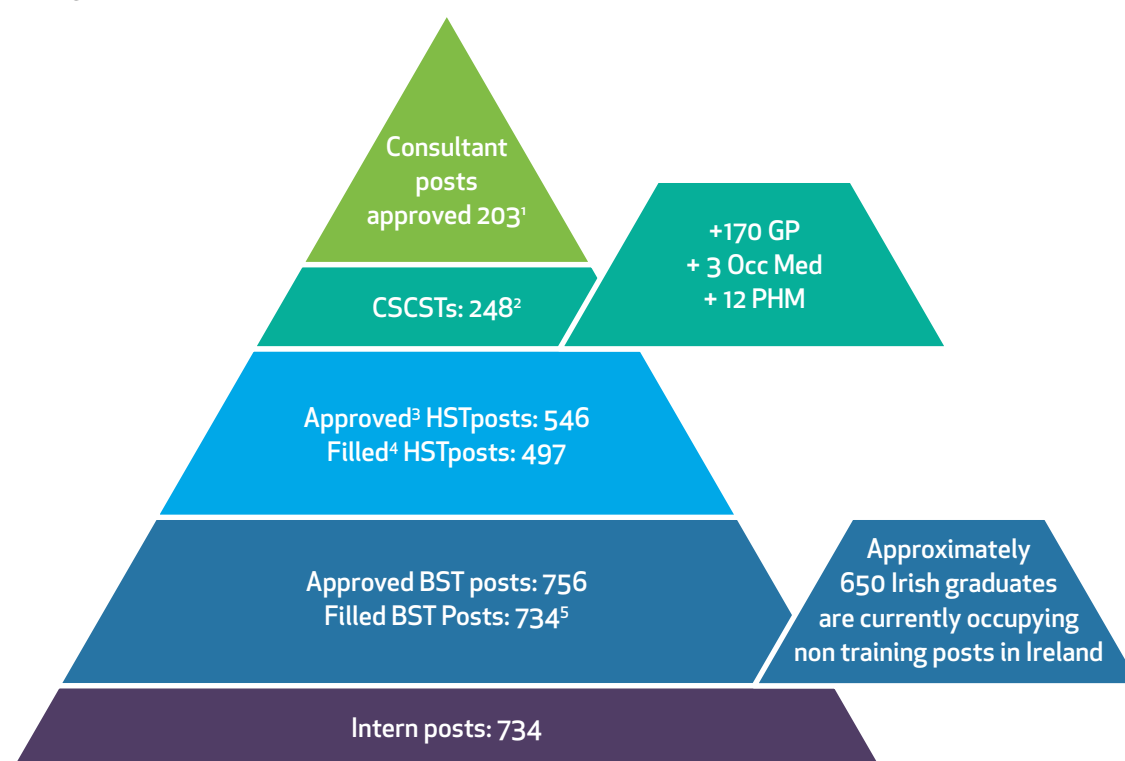 Consultant
posts
approved 203¹
+170 GP
+ 3 Occ Med
+ 12 PHM
CSCSTs: 248²
Approved³ HSTposts: 546
Filled⁴ HSTposts: 497
Approved BST posts: 756
Filled BST Posts: 734⁵
Approximately
650 Irish graduates
are currently occupying
non training posts in Ireland
Intern posts: 734